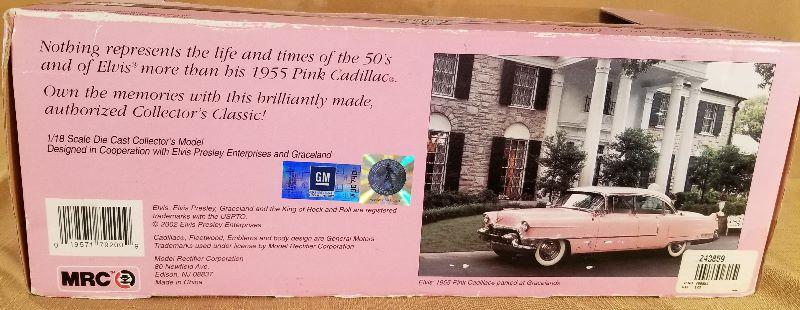 Nothing represents the life and times of the 50's
and of Elvis® more than his 1955 Pink Cadillac®.
Own the memories with this brilliantly made,
authorized Collector's Classic!
1/18 Scale Die Cast Collector's Model
Designed in Cooperation with Elvis Presley Enterprises and Graceland
GM
Elvis, Elvis Presley, Graceland and the King of Rock and Roll are registered
trademarks with the USPTO.
© 2002 Elvis Presley Enterprises
Cadillac, Fleetwood, Emblems and body design are General Motors
Trademarks used under license by Model Rectifier Corporation
Model Rectifier Corporation
80 Newfield Ave.
Edison, NJ 08837
Made in China
0 19571 79200 8
MRC
Elvis' 1955 Pink Cadillac parked at Graceland®
243859